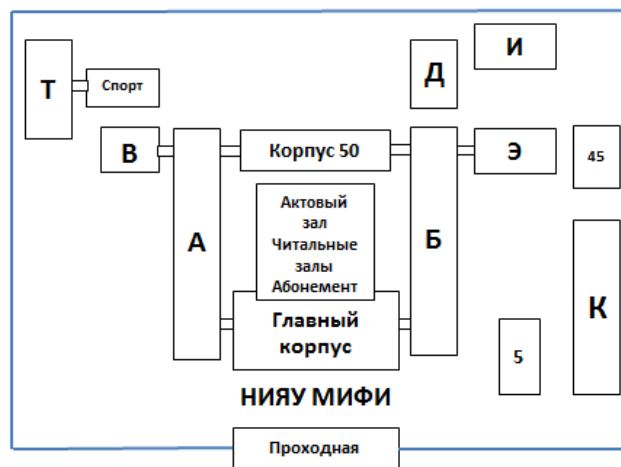 И
Д
Т
Спорт
В
Корпус 50
Э
45
Актовый
зал
Читальные
залы
Абонемент
А
Б
К
Главный
корпус
5
НИЯУ МИФИ
Проходная